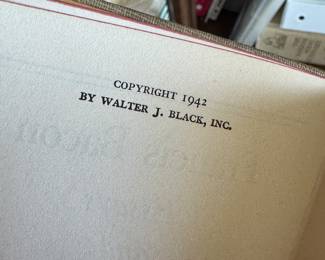 COPYRIGHT 1942
BY WALTER J. BLACK, INC.